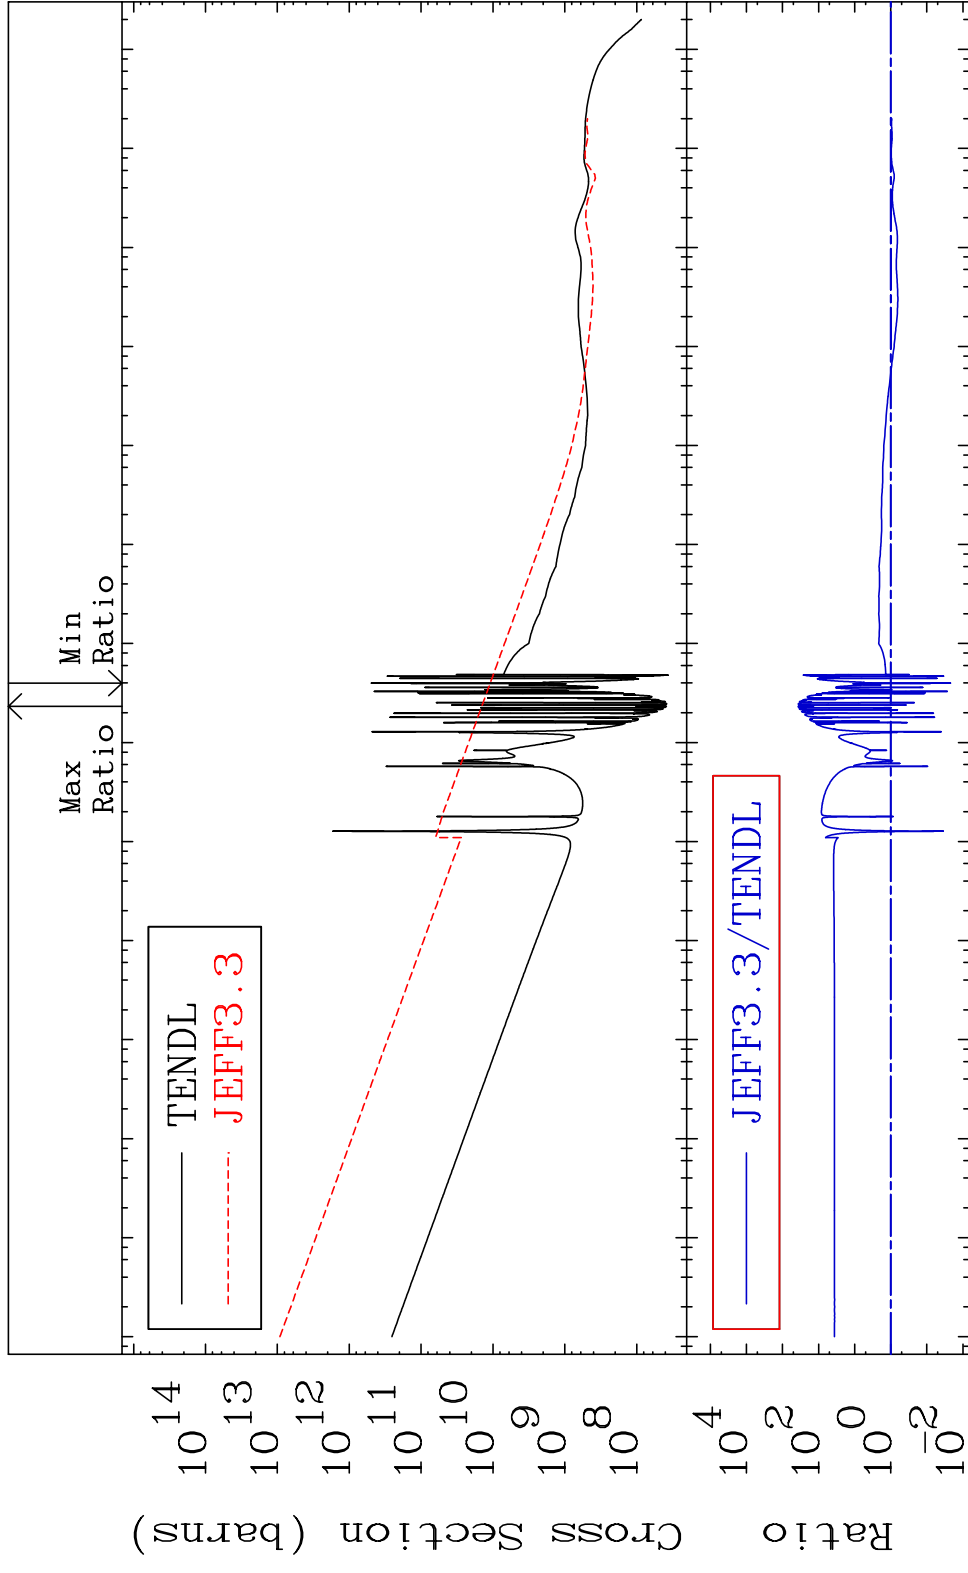 Max
Ratio
Min
Ratio
TENDL
JEFF3.3
10 14
10 13
10 12
10 11
10 10
10 9
10 8
Cross Section (barns)
JEFF3.3/TENDL
10 4
10 2
10 0
10 -2
Ratio